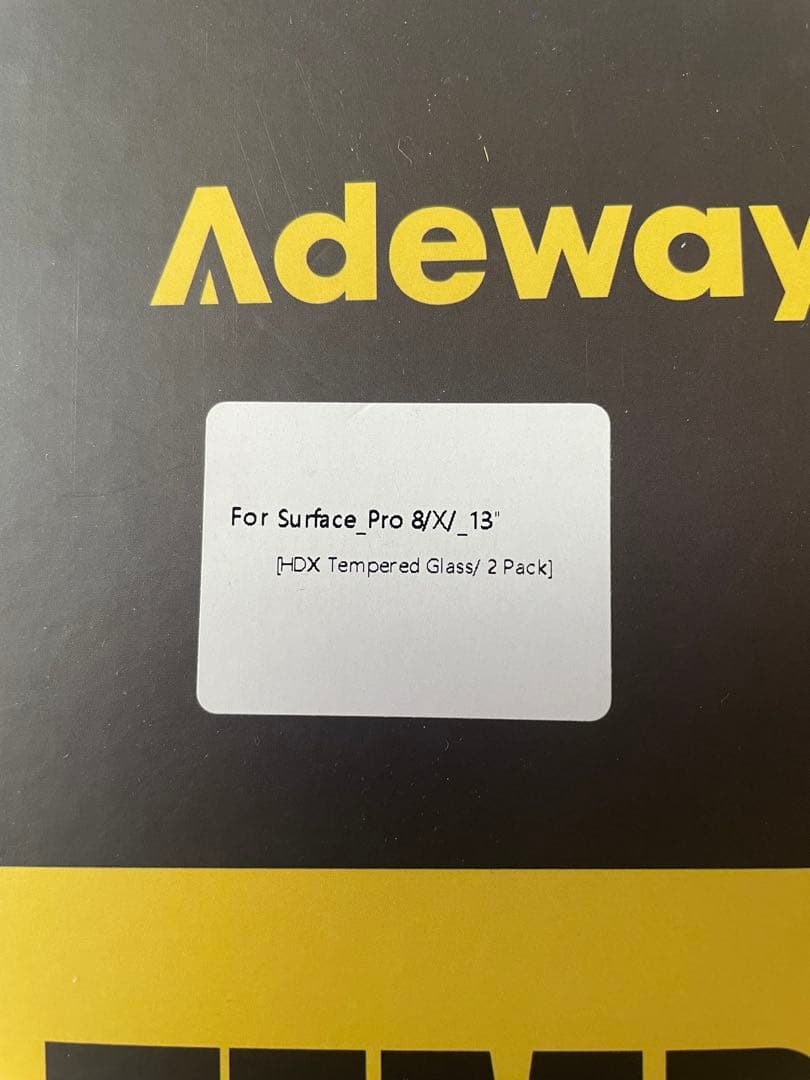 Adeway
For Surface_Pro 8/X/_13"
[HDX Tempered Glass/ 2 Pack]